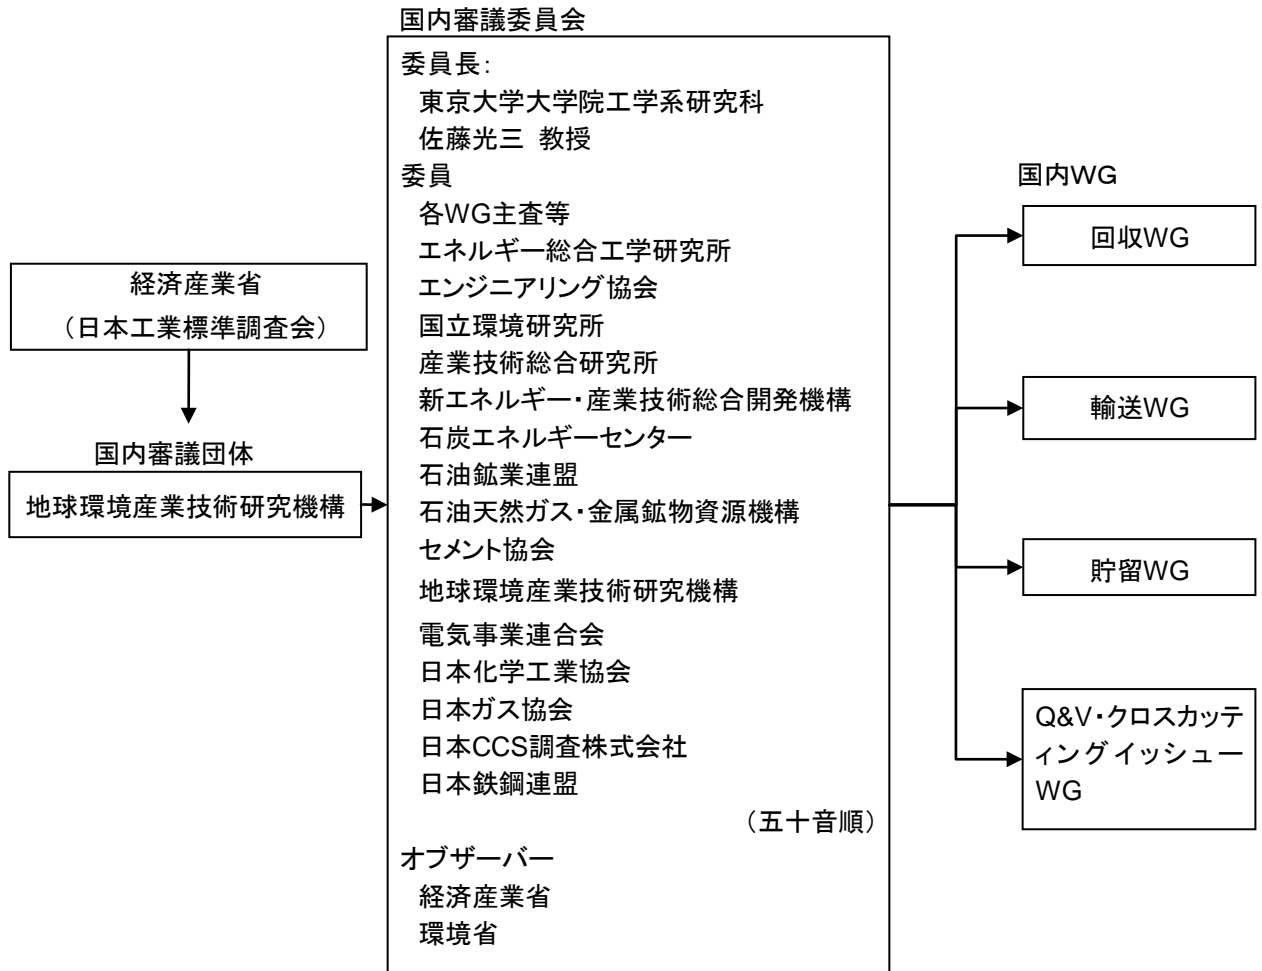 経済産業省
（日本工業標準調査会）
国内審議団体
地球環境産業技術研究機構
国内審議委員会
委員長：
東京大学大学院工学系研究科
佐藤光三 教授
委員
各WG主査等
エネルギー総合工学研究所
エンジニアリング協会
国立環境研究所
産業技術総合研究所
新エネルギー・産業技術総合開発機構
石炭エネルギーセンター
石油鉱業連盟
石油天然ガス・金属鉱物資源機構
セメント協会
地球環境産業技術研究機構
電気事業連合会
日本化学工業協会
日本ガス協会
日本CCS調査株式会社
日本鉄鋼連盟
（五十音順）
オブザーバー
経済産業省
環境省
国内WG
回収WG
輸送WG
貯留WG
Q&V・クロスカッテ
ィングイッシュー
WG